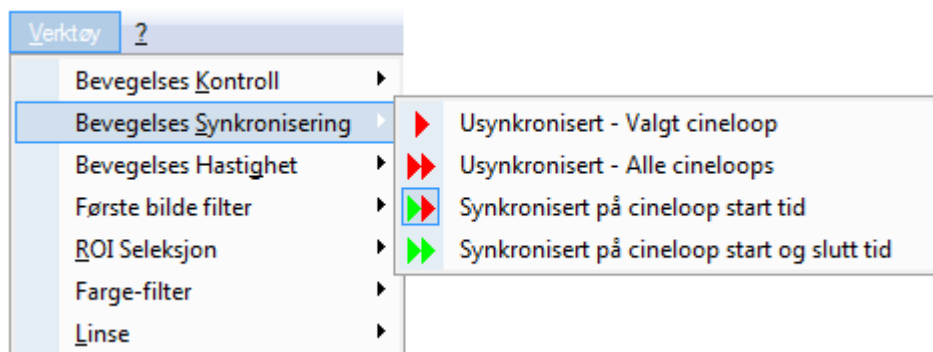 Verktøy ?
Bevegelses Kontroll
Bevegelses Synkronisering
Usynkronisert - Valgt cineloop
Bevegelses Hastighet
Usynkronisert - Alle cineloops
Første bilde filter
Synkronisert på cineloop start tid
ROI Seleksjon
Synkronisert på cineloop start og slutt tid
Farge-filter
Linse